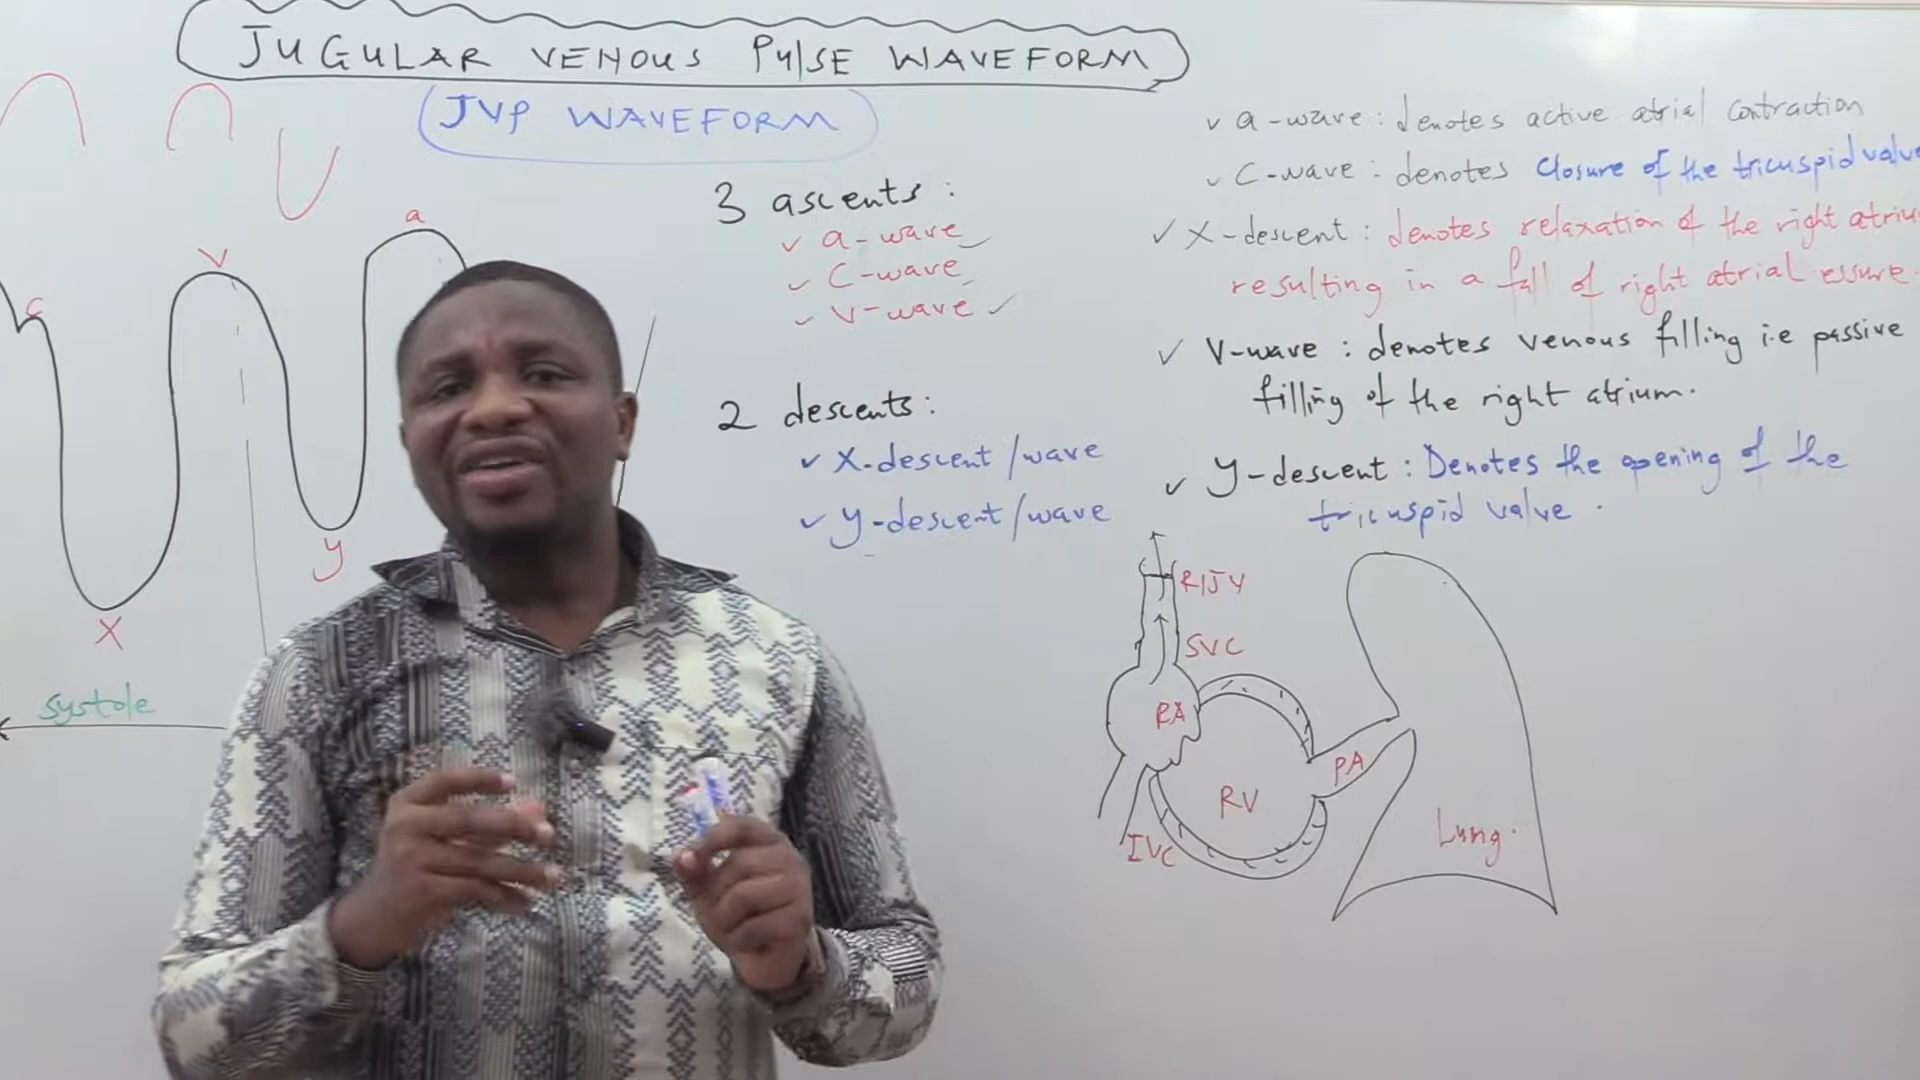 JUGULAR VENOUS PULSE WAVEFORM
JVP WAVEFORM
c
X
V
y
a
systole
3 ascents:
✓ a-wave
✓ C-wave
✓ V-wave ✓
2 descents:
✓ X-descent/wave
✓ y-descent/wave
✓ a-wave: denotes active atrial contraction
✓ C-wave: denotes closure of the tricuspid valve
✓ X-descent: denotes relaxation of the right atriu
resulting in a fall of right atrial essure.
✓ V-wave: denotes venous filling i.e passive
filling of the right atrium.
✓ Y-descent: Denotes the opening of the
tricuspid valve.
RIJV
SVC
RA
RV
IVC
PA
Lung.